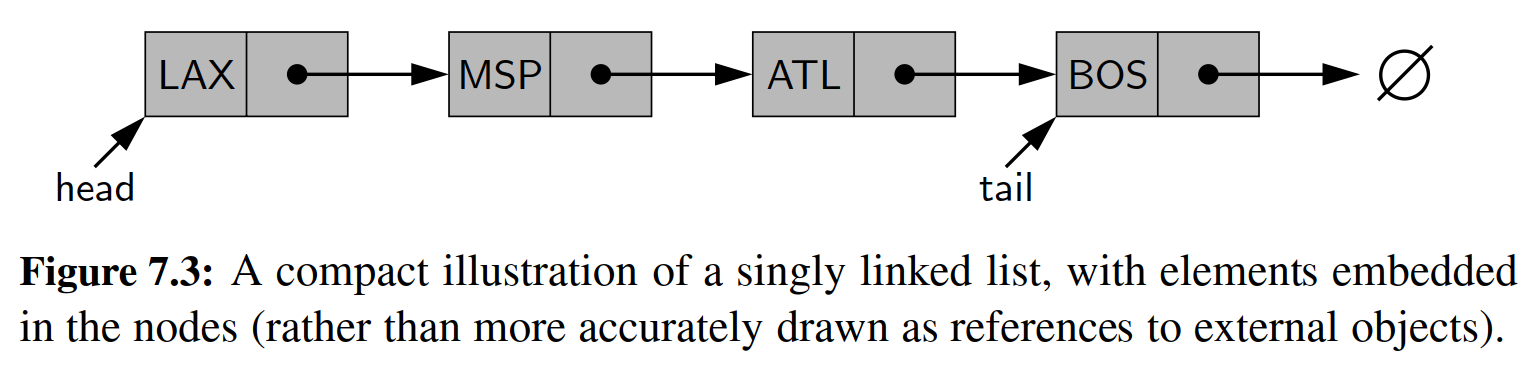 LAX MSP ATL BOS ∅
head tail
Figure 7.3: A compact illustration of a singly linked list, with elements embedded
in the nodes (rather than more accurately drawn as references to external objects).